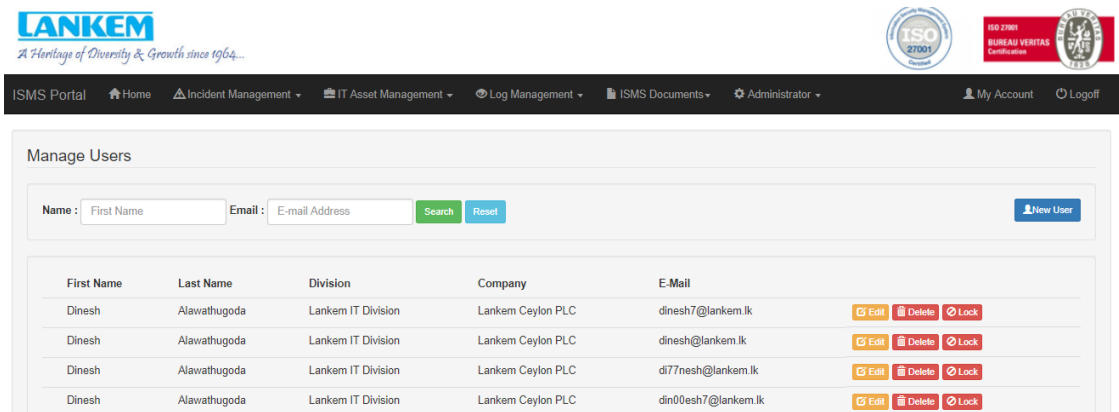 LANKEM
A Heritage of Diversity & Growth since 1964...
ISO
27001
Certified
ISO 27001
BUREAU VERITAS
Certification
1828
ISMS Portal Home Incident Management IT Asset Management Log Management ISMS Documents Administrator My Account Logoff
Manage Users
Name : First Name Email : E-mail Address Search Reset New User
First Name Last Name Division Company E-Mail
Dinesh Alawathugoda Lankem IT Division Lankem Ceylon PLC dinesh7@lankem.lk Edit Delete Lock
Dinesh Alawathugoda Lankem IT Division Lankem Ceylon PLC dinesh@lankem.lk Edit Delete Lock
Dinesh Alawathugoda Lankem IT Division Lankem Ceylon PLC di77nesh@lankem.lk Edit Delete Lock
Dinesh Alawathugoda Lankem IT Division Lankem Ceylon PLC din00esh7@lankem.lk Edit Delete Lock